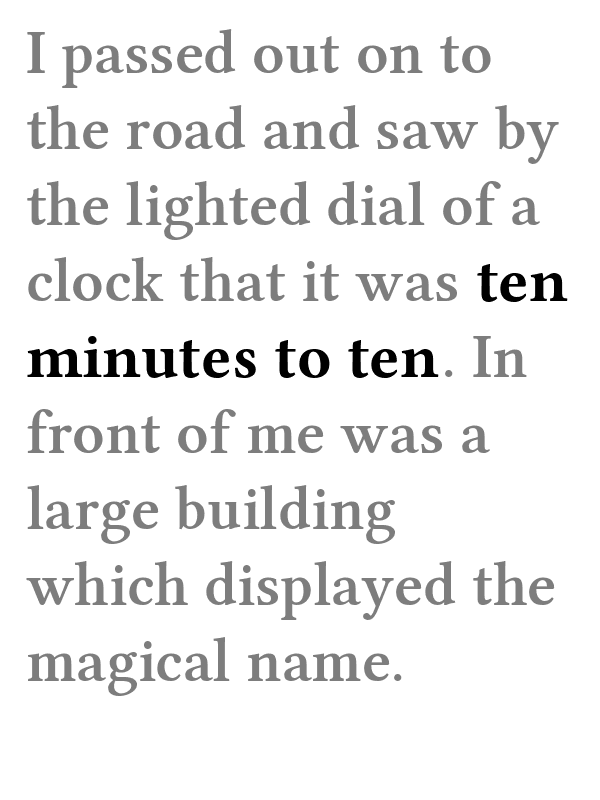 I passed out on to
the road and saw by
the lighted dial of a
clock that it was ten
minutes to ten. In
front of me was a
large building
which displayed the
magical name.